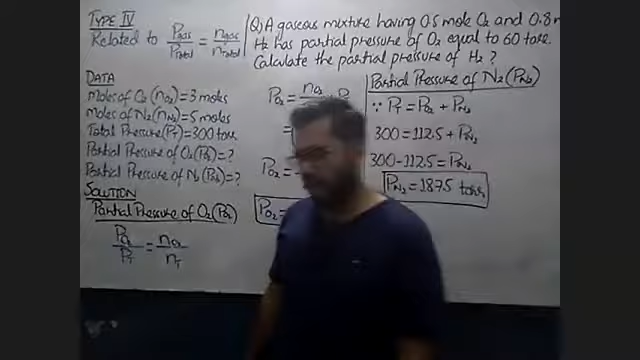 TYPE IV
Related to Pgas/PTotal = ngas/nTotal
Q) A gaseous mixture having 0.5 mole O2 and 0.8
H2 has partial pressure of O2 equal to 60 torr.
Calculate the partial pressure of H2?
DATA
Moles of O2 (nO2) = 3 moles
Moles of N2 (nN2) = 5 moles
Total Pressure (PT) = 300 torr
Partial Pressure of O2 (PO2) = ?
Partial Pressure of N2 (PN2) = ?
SOLUTION
Partial Pressure of O2 (PO2)
PO2/PT = nO2/nT
PO2 = nO2
=
PO2 =
PO2 =
Partial Pressure of N2 (PN2)
∵ PT = PO2 + PN2
300 = 112.5 + PN2
300 - 112.5 = PN2
PN2 = 187.5 torr